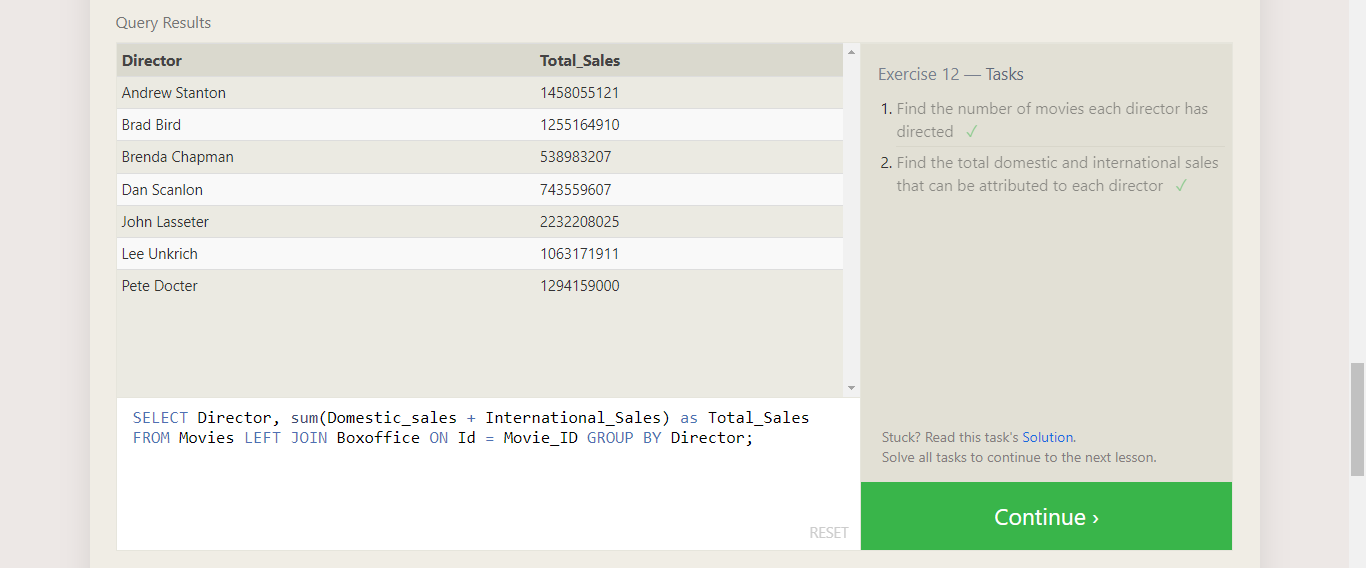 Query Results
Director Total_Sales
Andrew Stanton 1458055121
Brad Bird 1255164910
Brenda Chapman 538983207
Dan Scanlon 743559607
John Lasseter 2232208025
Lee Unkrich 1063171911
Pete Docter 1294159000
SELECT Director, sum(Domestic_sales + International_Sales) as Total_Sales
FROM Movies LEFT JOIN Boxoffice ON Id = Movie_ID GROUP BY Director;
RESET
Exercise 12 — Tasks
1. Find the number of movies each director has
directed ✓
2. Find the total domestic and international sales
that can be attributed to each director ✓
Stuck? Read this task's Solution.
Solve all tasks to continue to the next lesson.
Continue ›